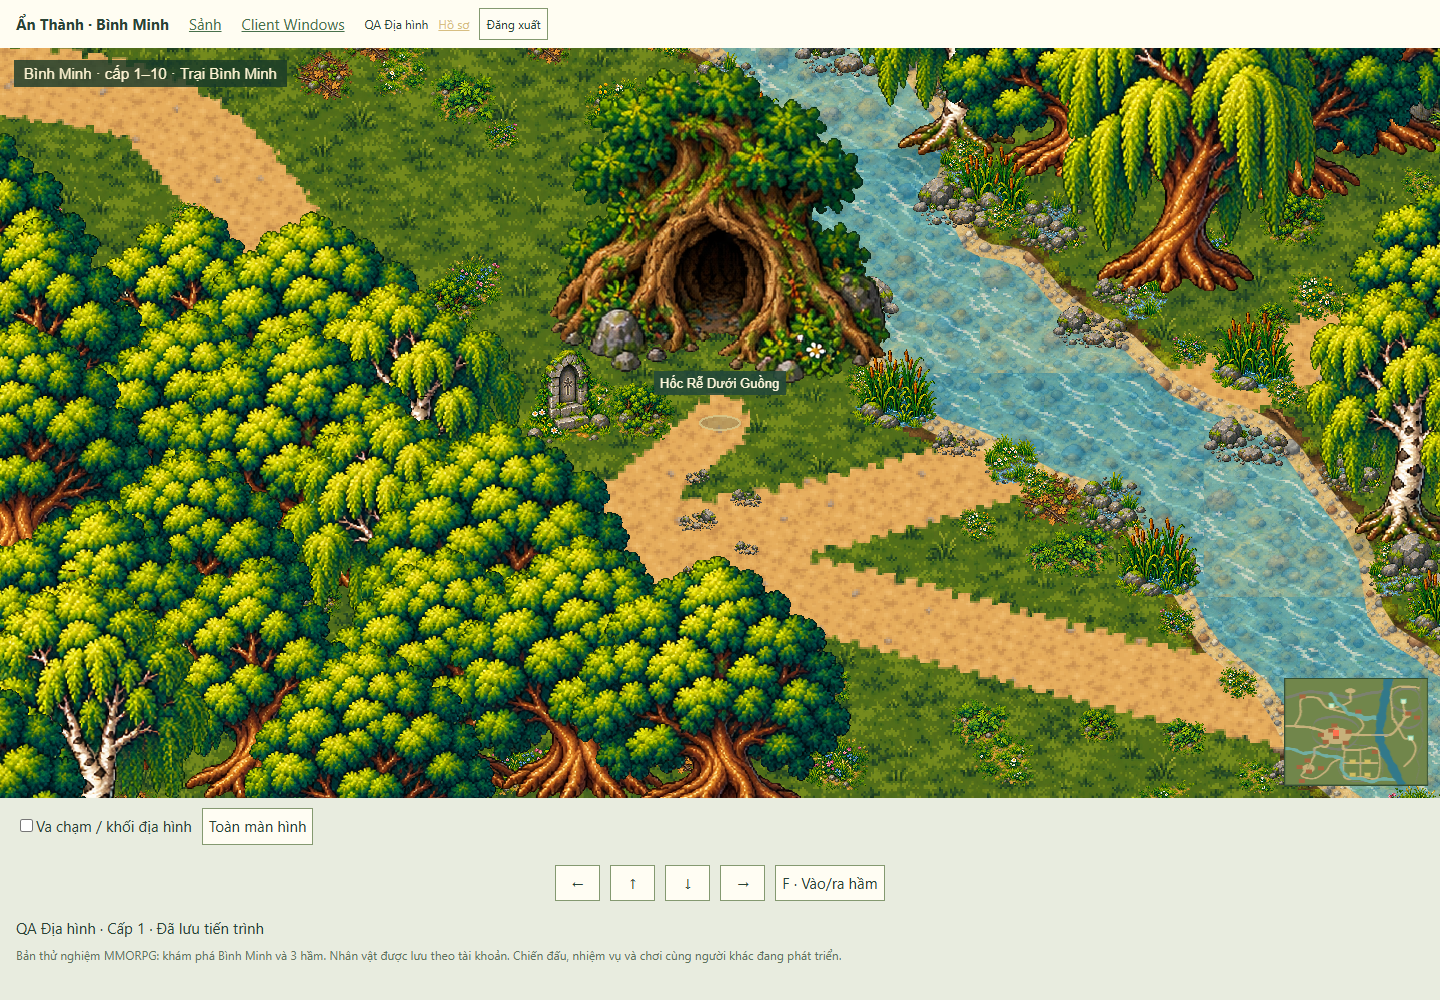 Ẩn Thành · Bình Minh Sảnh Client Windows QA Địa hình Hồ sơ Đăng xuất
Bình Minh · cấp 1–10 · Trại Bình Minh
Hốc Rễ Dưới Guồng
Va chạm / khối địa hình Toàn màn hình
← ↑ ↓ → F · Vào/ra hầm
QA Địa hình · Cấp 1 · Đã lưu tiến trình
Bản thử nghiệm MMORPG: khám phá Bình Minh và 3 hầm. Nhân vật được lưu theo tài khoản. Chiến đấu, nhiệm vụ và chơi cùng người khác đang phát triển.